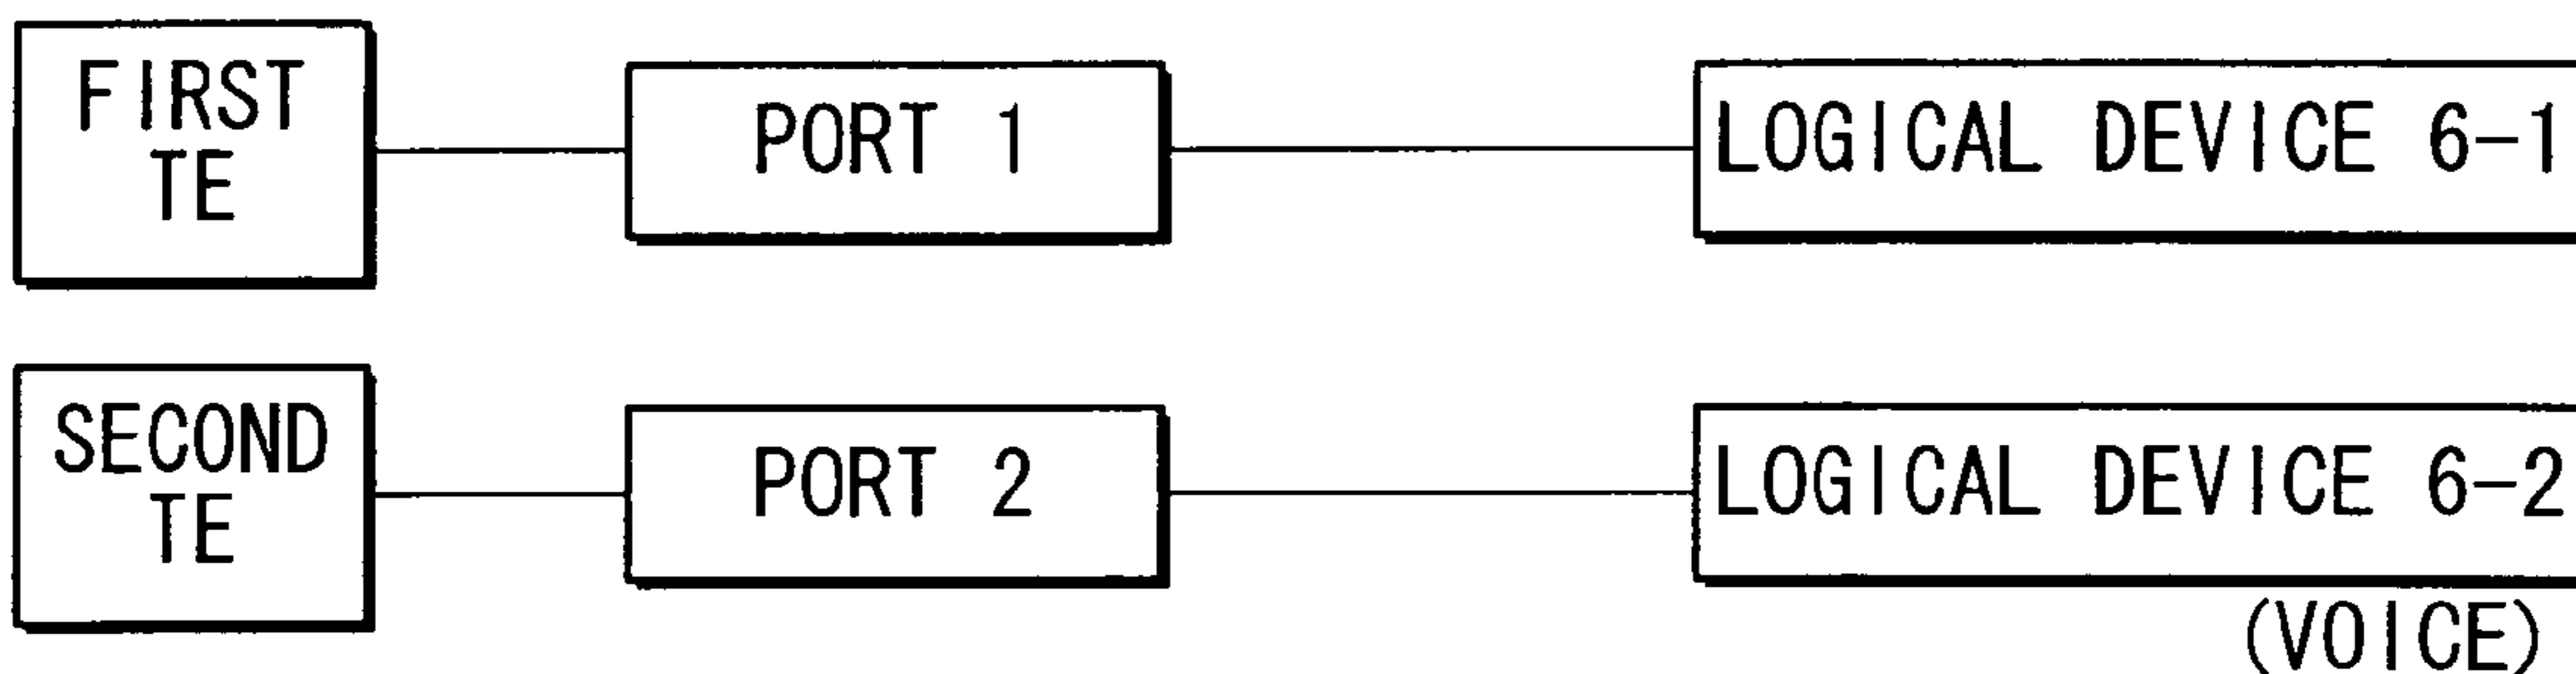 FIRST
TE
PORT 1
LOGICAL DEVICE 6-1
SECOND
TE
PORT 2
LOGICAL DEVICE 6-2
(VOICE)